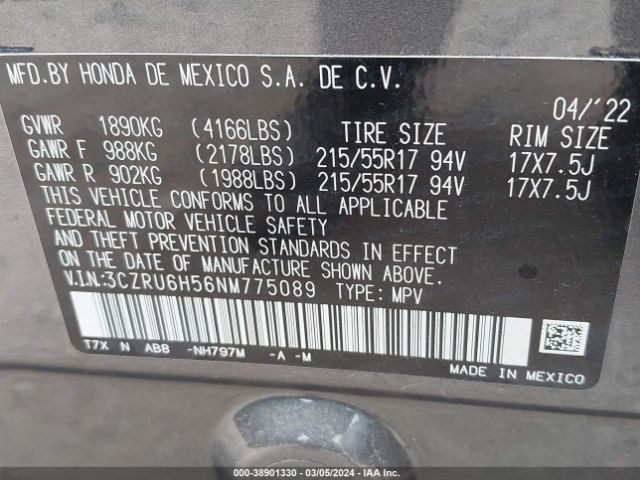 MFD.BY HONDA DE MEXICO S.A. DE C.V.
04/'22
GVWR 1890KG (4166LBS) TIRE SIZE RIM SIZE
GAWR F 988KG (2178LBS) 215/55R17 94V 17X7.5J
GAWR R 902KG (1988LBS) 215/55R17 94V 17X7.5J
THIS VEHICLE CONFORMS TO ALL APPLICABLE
FEDERAL MOTOR VEHICLE SAFETY
AND THEFT PREVENTION STANDARDS IN EFFECT
ON THE DATE OF MANUFACTURE SHOWN ABOVE.
V.I.N:3CZRU6H56NM775089 TYPE: MPV
T7X N ABB -NH797M -A -M
MADE IN MEXICO
000-38901330 - 03/05/2024 - IAA Inc.